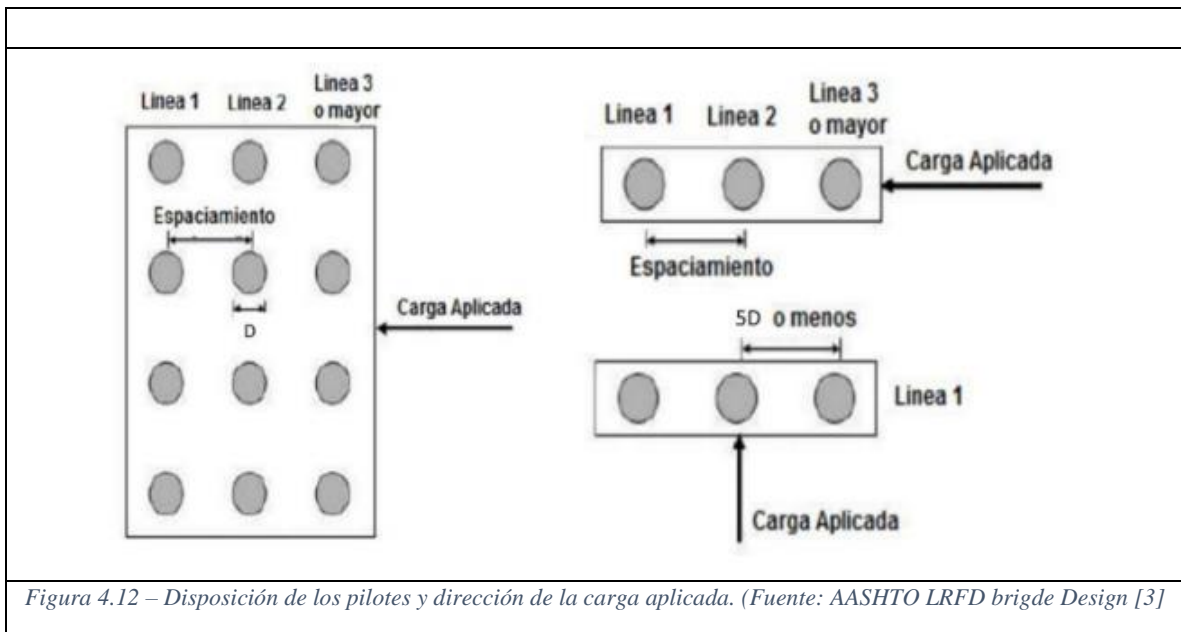 Linea 1 Linea 2 Linea 3
o mayor
Espaciamiento
D
Carga Aplicada
Linea 1 Linea 2 Linea 3
o mayor
Carga Aplicada
Espaciamiento
5D o menos
Linea 1
Carga Aplicada
Figura 4.12 – Disposición de los pilotes y dirección de la carga aplicada. (Fuente: AASHTO LRFD brigde Design [3]